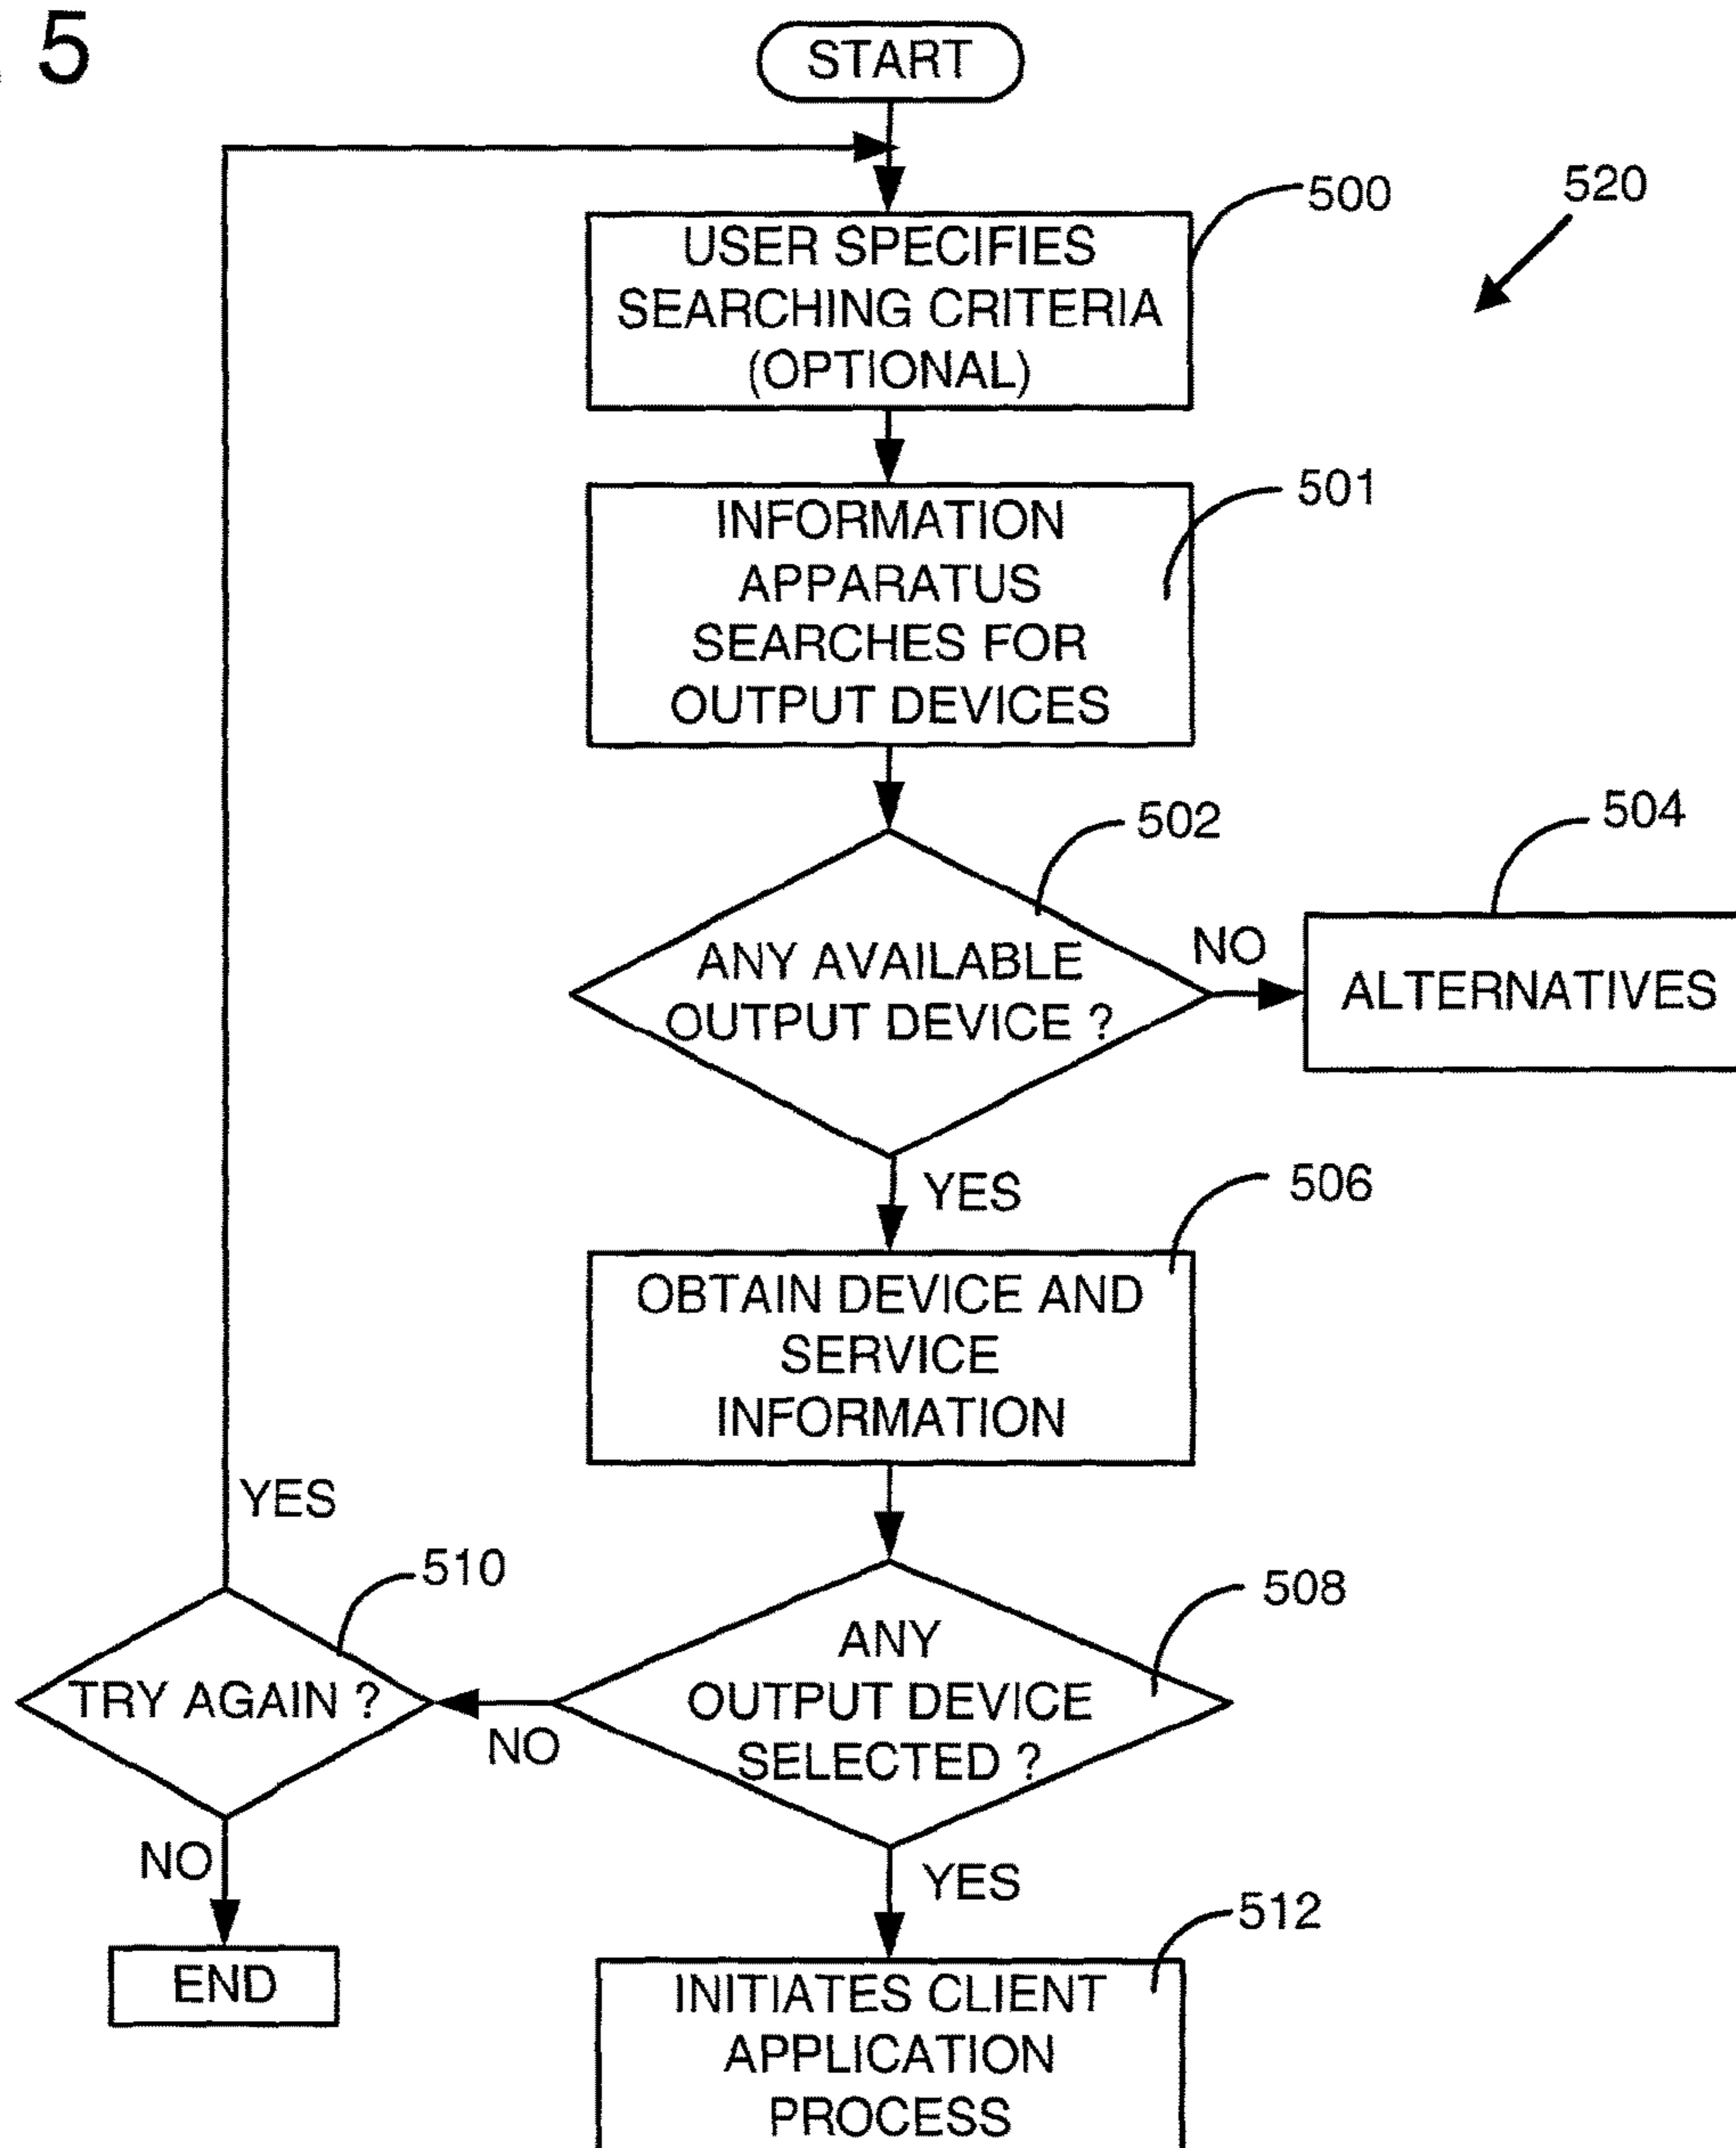 5
START
500
520
USER SPECIFIES
SEARCHING CRITERIA
(OPTIONAL)
501
INFORMATION
APPARATUS
SEARCHES FOR
OUTPUT DEVICES
502
504
ANY AVAILABLE
OUTPUT DEVICE ?
NO
ALTERNATIVES
YES
506
OBTAIN DEVICE AND
SERVICE
INFORMATION
YES
510
508
TRY AGAIN ?
NO
ANY
OUTPUT DEVICE
SELECTED ?
NO
YES
512
END
INITIATES CLIENT
APPLICATION
PROCESS